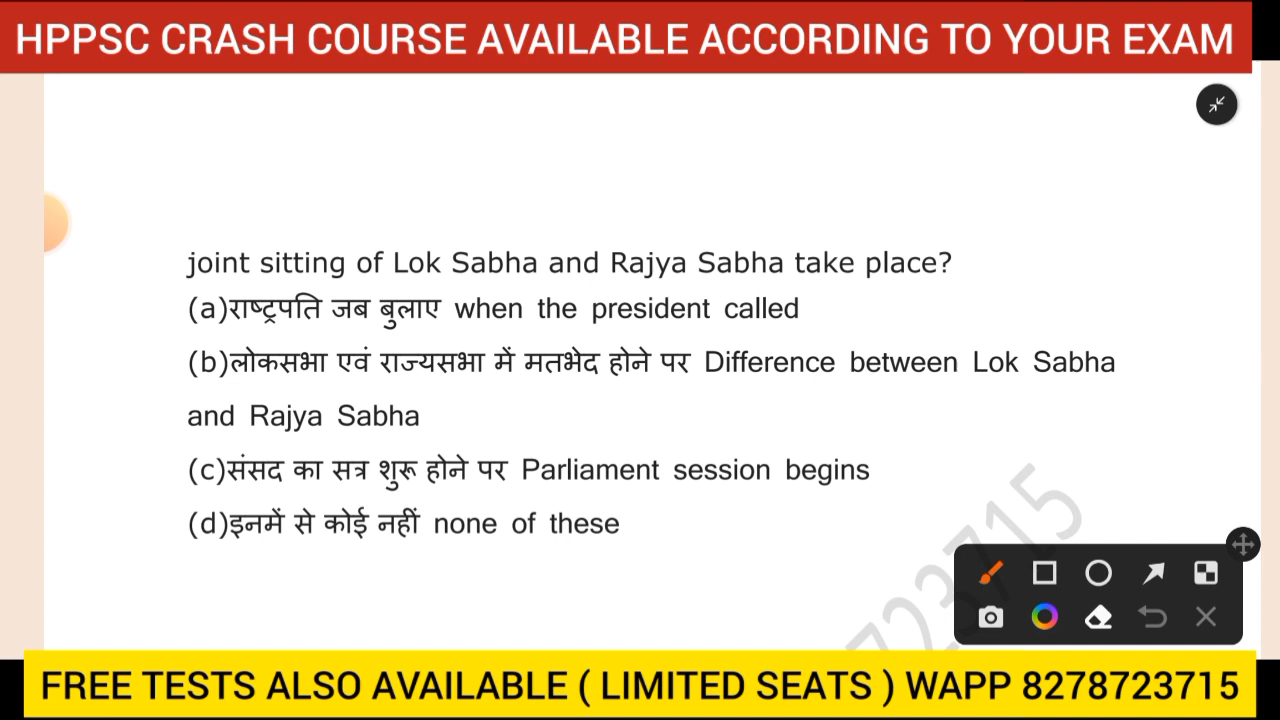 HPPSC CRASH COURSE AVAILABLE ACCORDING TO YOUR EXAM
joint sitting of Lok Sabha and Rajya Sabha take place?
(a)राष्ट्रपति जब बुलाए when the president called
(b)लोकसभा एवं राज्यसभा में मतभेद होने पर Difference between Lok Sabha
and Rajya Sabha
(c)संसद का सत्र शुरू होने पर Parliament session begins
(d)इनमें से कोई नहीं none of these
723715
FREE TESTS ALSO AVAILABLE ( LIMITED SEATS ) WAPP 8278723715